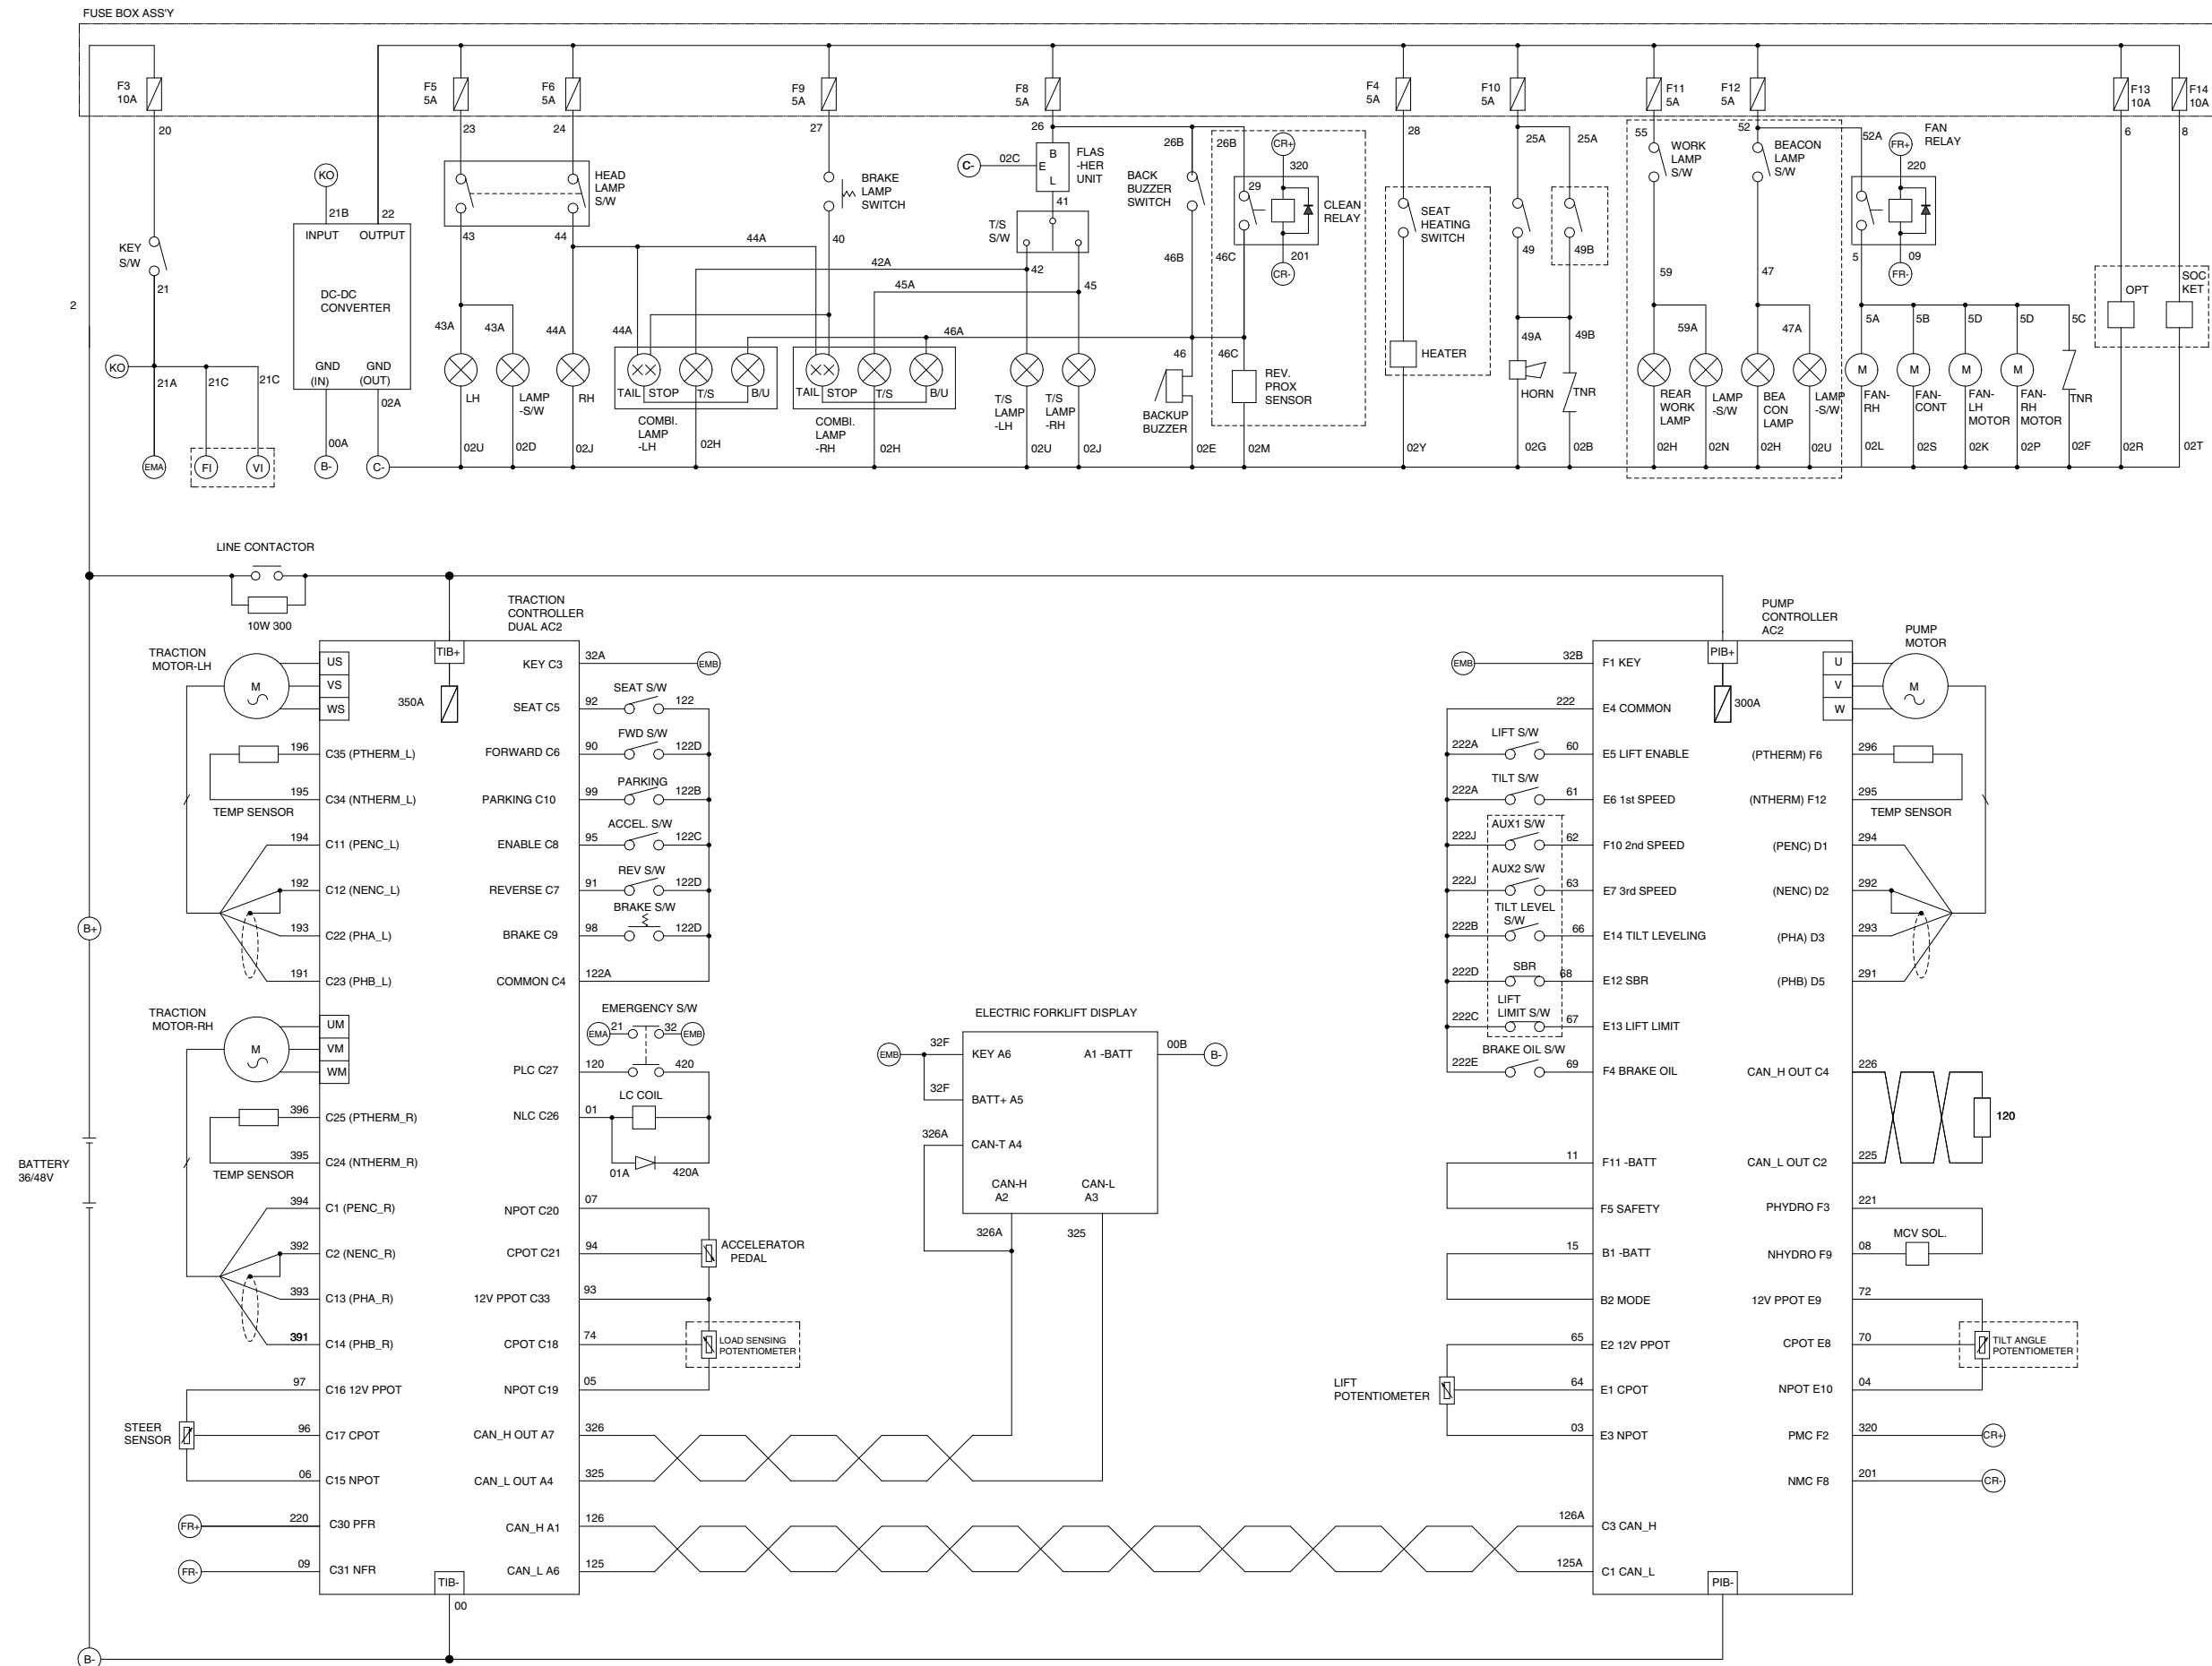 FUSE BOX ASS'Y
F3
10A
F5
5A
F6
5A
F9
5A
F8
5A
F4
5A
F10
5A
F11
5A
F12
5A
F13
10A
F14
10A
20
23
24
27
26
26B
26B
28
25A
25A
55
52
52A
6
8
KO
21B
22
INPUT OUTPUT
DC-DC
CONVERTER
GND
(IN)
GND
(OUT)
02A
00A
B-
C-
KEY
S/W
21
2
KO
21A
21C
21C
EMA
FI
VI
HEAD
LAMP
S/W
43
44
44A
43A
43A
44A
44A
LH
LAMP
-S/W
RH
02U
02D
02J
BRAKE
LAMP
SWITCH
40
42A
45A
46A
TAIL STOP T/S B/U
COMBI.
LAMP
-LH
02H
TAIL STOP T/S B/U
COMBI.
LAMP
-RH
02H
C-
02C
B
E
L
FLAS
-HER
UNIT
41
T/S
S/W
42
45
T/S
LAMP
-LH
T/S
LAMP
-RH
02U
02J
BACK
BUZZER
SWITCH
46B
46C
46
46C
BACKUP
BUZZER
02E
29
CR+
320
CLEAN
RELAY
201
CR-
REV.
PROX
SENSOR
02M
SEAT
HEATING
SWITCH
HEATER
02Y
49
49B
49A
49B
HORN
TNR
02G
02B
WORK
LAMP
S/W
BEACON
LAMP
S/W
59
47
59A
47A
REAR
WORK
LAMP
LAMP
-S/W
BEA
CON
LAMP
LAMP
-S/W
02H
02N
02H
02U
FAN
RELAY
FR+
220
5
09
FR-
5A
5B
5D
5D
5C
M
M
M
M
FAN-
RH
FAN-
CONT
FAN-
LH
MOTOR
FAN-
RH
MOTOR
TNR
02L
02S
02K
02P
02F
OPT
SOC
KET
02R
02T
LINE CONTACTOR
10W 300
B+
BATTERY
36/48V
B-
TRACTION
CONTROLLER
DUAL AC2
TIB+
350A
TRACTION
MOTOR-LH
M
US
VS
WS
196
C35 (PTHERM_L)
195
C34 (NTHERM_L)
TEMP SENSOR
194
C11 (PENC_L)
192
C12 (NENC_L)
193
C22 (PHA_L)
191
C23 (PHB_L)
TRACTION
MOTOR-RH
M
UM
VM
WM
396
C25 (PTHERM_R)
395
C24 (NTHERM_R)
TEMP SENSOR
394
C1 (PENC_R)
392
C2 (NENC_R)
393
C13 (PHA_R)
391
C14 (PHB_R)
97
C16 12V PPOT
STEER
SENSOR
96
C17 CPOT
06
C15 NPOT
FR+
220
C30 PFR
FR-
09
C31 NFR
TIB-
00
KEY C3
32A
EMB
SEAT C5
92
SEAT S/W
122
FORWARD C6
90
FWD S/W
122D
PARKING C10
99
PARKING
122B
ENABLE C8
95
ACCEL. S/W
122C
REVERSE C7
91
REV S/W
122D
BRAKE C9
98
BRAKE S/W
122D
COMMON C4
122A
EMERGENCY S/W
EMA
21
32
EMB
PLC C27
120
420
LC COIL
NLC C26
01
01A
420A
NPOT C20
07
CPOT C21
94
ACCELERATOR
PEDAL
12V PPOT C33
93
CPOT C18
74
LOAD SENSING
POTENTIOMETER
NPOT C19
05
CAN_H OUT A7
326
CAN_L OUT A4
325
CAN_H A1
126
CAN_L A6
125
ELECTRIC FORKLIFT DISPLAY
EMB
32F
KEY A6
A1 -BATT
00B
B-
32F
BATT+ A5
326A
CAN-T A4
CAN-H
A2
CAN-L
A3
326A
325
PUMP
CONTROLLER
AC2
PIB+
300A
EMB
32B
F1 KEY
222
E4 COMMON
222A
LIFT S/W
60
E5 LIFT ENABLE
222A
TILT S/W
61
E6 1st SPEED
222J
AUX1 S/W
62
F10 2nd SPEED
222J
AUX2 S/W
63
E7 3rd SPEED
222B
TILT LEVEL
S/W
66
E14 TILT LEVELING
222D
SBR
68
E12 SBR
222C
LIFT
LIMIT S/W
67
E13 LIFT LIMIT
222E
BRAKE OIL S/W
69
F4 BRAKE OIL
11
F11 -BATT
F5 SAFETY
15
B1 -BATT
B2 MODE
65
E2 12V PPOT
LIFT
POTENTIOMETER
64
E1 CPOT
03
E3 NPOT
126A
C3 CAN_H
125A
C1 CAN_L
PIB-
PUMP
MOTOR
U
V
W
M
(PTHERM) F6
296
(NTHERM) F12
295
TEMP SENSOR
(PENC) D1
294
(NENC) D2
292
(PHA) D3
293
(PHB) D5
291
CAN_H OUT C4
226
120
CAN_L OUT C2
225
PHYDRO F3
221
MCV SOL.
NHYDRO F9
08
12V PPOT E9
72
CPOT E8
70
TILT ANGLE
POTENTIOMETER
NPOT E10
04
PMC F2
320
CR+
NMC F8
201
CR-